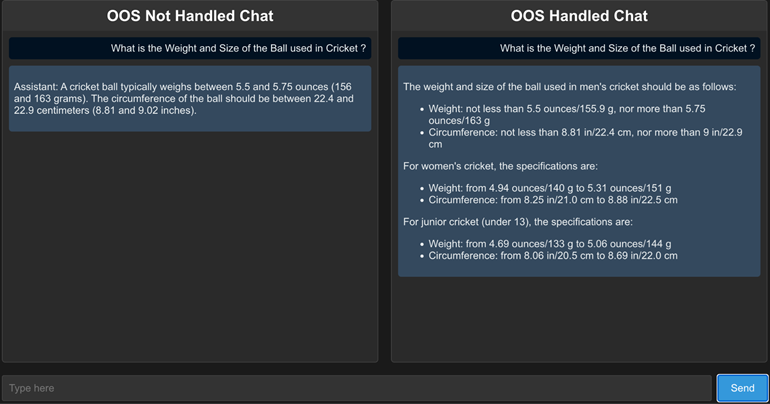 OOS Not Handled Chat
What is the Weight and Size of the Ball used in Cricket ?
Assistant: A cricket ball typically weighs between 5.5 and 5.75 ounces (156
and 163 grams). The circumference of the ball should be between 22.4 and
22.9 centimeters (8.81 and 9.02 inches).
OOS Handled Chat
What is the Weight and Size of the Ball used in Cricket ?
The weight and size of the ball used in men's cricket should be as follows:
• Weight: not less than 5.5 ounces/155.9 g, nor more than 5.75
ounces/163 g
• Circumference: not less than 8.81 in/22.4 cm, nor more than 9 in/22.9
cm
For women's cricket, the specifications are:
• Weight: from 4.94 ounces/140 g to 5.31 ounces/151 g
• Circumference: from 8.25 in/21.0 cm to 8.88 in/22.5 cm
For junior cricket (under 13), the specifications are:
• Weight: from 4.69 ounces/133 g to 5.06 ounces/144 g
• Circumference: from 8.06 in/20.5 cm to 8.69 in/22.0 cm
Type here
Send